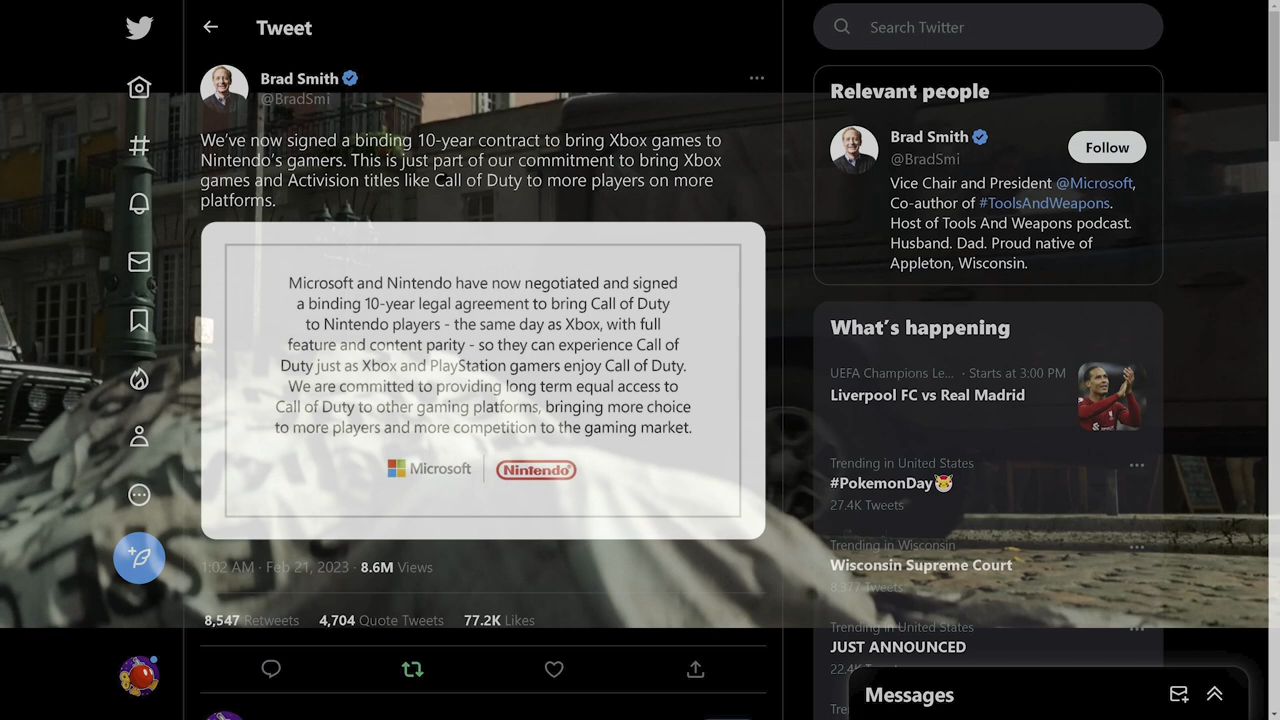 Tweet
Brad Smith
@BradSmi
We've now signed a binding 10-year contract to bring Xbox games to
Nintendo's gamers. This is just part of our commitment to bring Xbox
games and Activision titles like Call of Duty to more players on more
platforms.
Microsoft and Nintendo have now negotiated and signed
a binding 10-year legal agreement to bring Call of Duty
to Nintendo players - the same day as Xbox, with full
feature and content parity - so they can experience Call of
Duty just as Xbox and PlayStation gamers enjoy Call of Duty.
We are committed to providing long term equal access to
Call of Duty to other gaming platforms, bringing more choice
to more players and more competition to the gaming market.
Microsoft
Nintendo
1:02 AM · Feb 21, 2023 · 8.6M Views
8,547 Retweets 4,704 Quote Tweets 77.2K Likes
Search Twitter
Relevant people
Brad Smith
@BradSmi
Follow
Vice Chair and President @Microsoft,
Co-author of #ToolsAndWeapons.
Host of Tools And Weapons podcast.
Husband. Dad. Proud native of
Appleton, Wisconsin.
What's happening
UEFA Champions Le... · Starts at 3:00 PM
Liverpool FC vs Real Madrid
Trending in United States
#PokemonDay
27.4K Tweets
Trending in Wisconsin
Wisconsin Supreme Court
8,377 Tweets
Trending in United States
JUST ANNOUNCED
22.4K
Tre
Messages